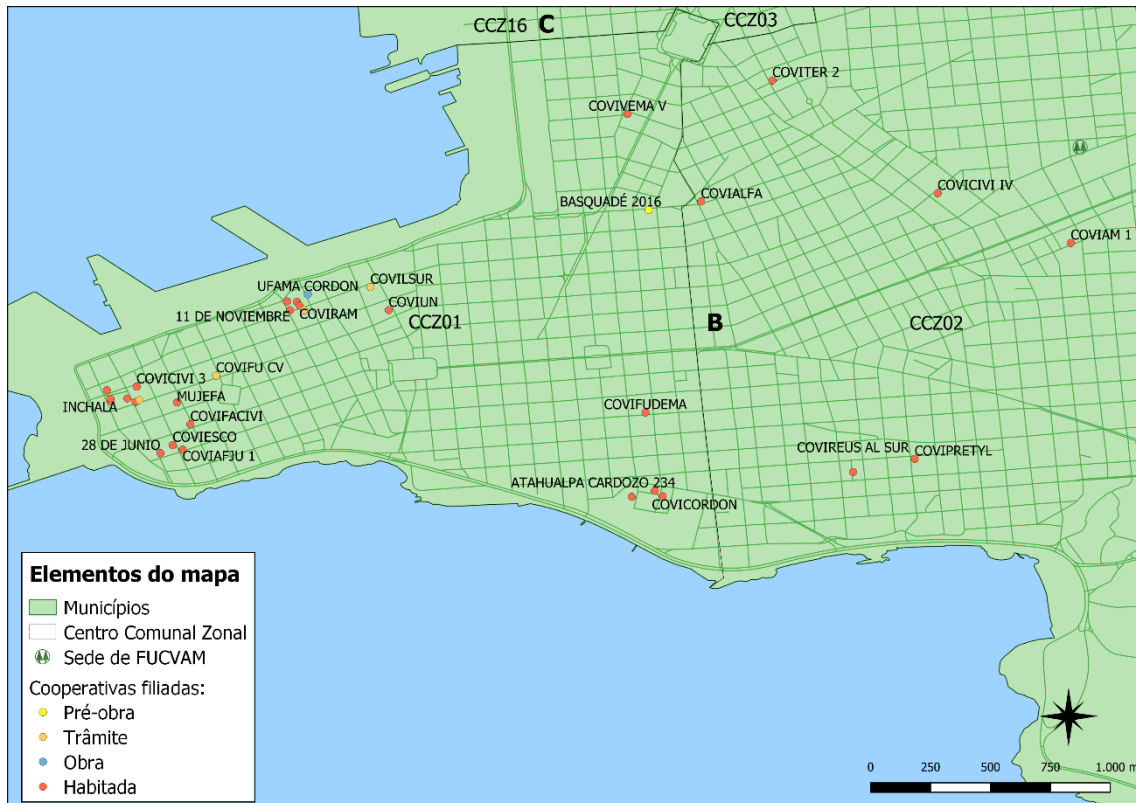 CCZ16
C
CCZ03
COVITER 2
COVIVEMA V
BASQUADÉ 2016
COVIALFA
COVICIVI IV
COVIAM 1
UFAMA CORDON
COVILSUR
11 DE NOVIEMBRE
COVIRAM
COVIUN
CCZ01
B
CCZ02
COVIFU CV
COVICIVI 3
INCHALA
MUJEFA
COVIFACIVI
28 DE JUNIO
COVIESCO
COVIAFJU 1
COVIFUDEMA
COVIREUS AL SUR
COVIPRETYL
ATAHUALPA CARDOZO 234
COVICORDON
Elementos do mapa
Municípios
Centro Comunal Zonal
Sede de FUCVAM
Cooperativas filiadas:
Pré-obra
Trâmite
Obra
Habitada
0 250 500 750 1.000 m